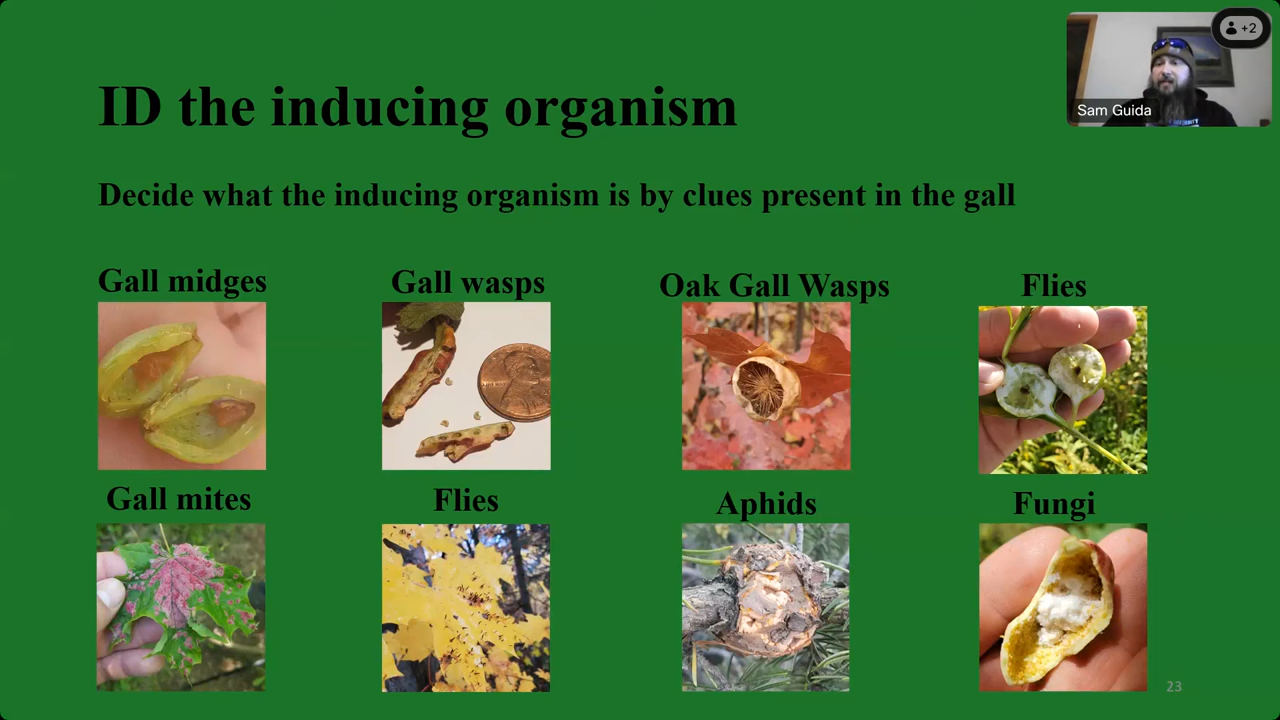 +2
Sam Guida
ID the inducing organism
Decide what the inducing organism is by clues present in the gall
Gall midges
Gall wasps
Oak Gall Wasps
Flies
Gall mites
Flies
Aphids
Fungi
23